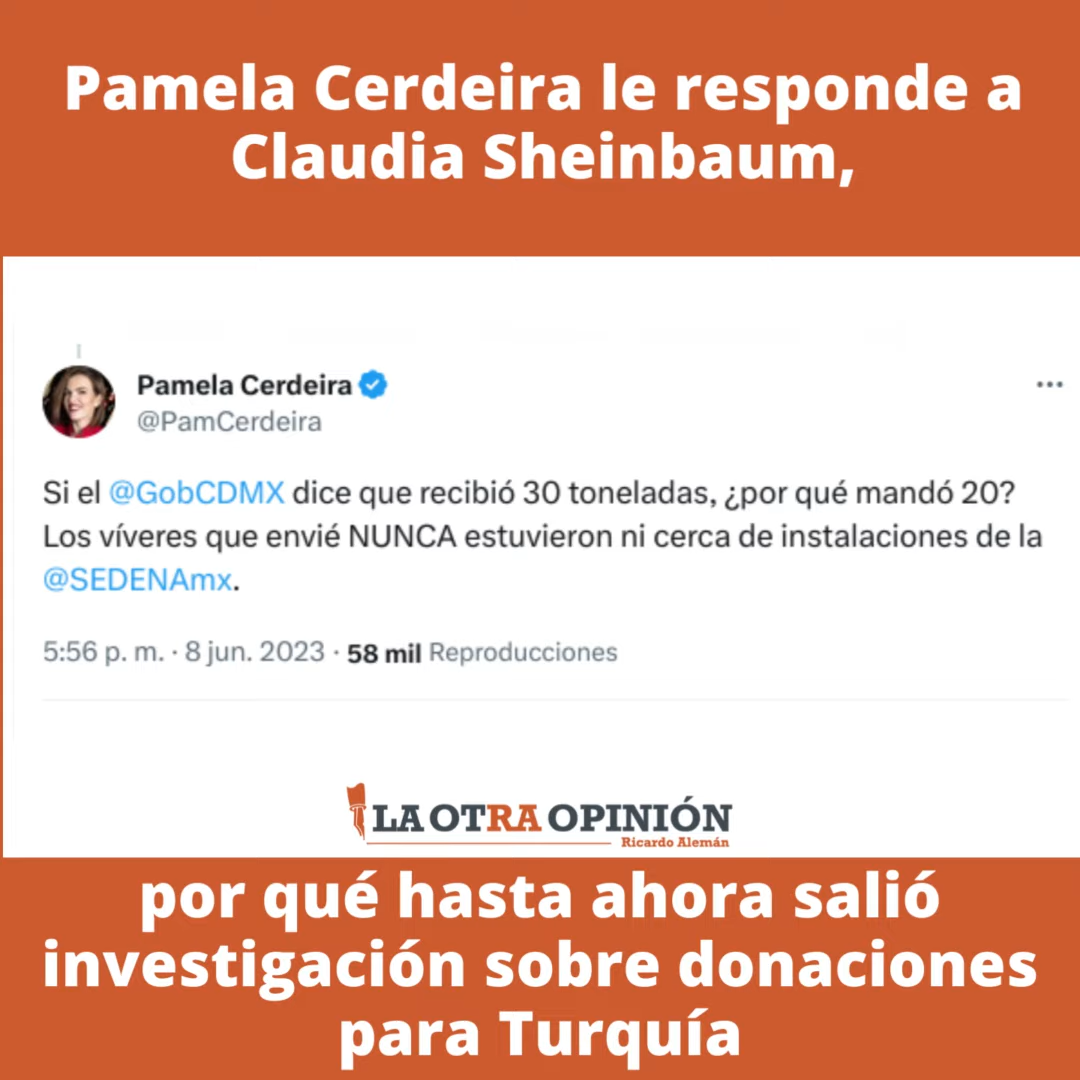 Pamela Cerdeira le responde a
Claudia Sheinbaum,
Pamela Cerdeira
@PamCerdeira
Si el @GobCDMX dice que recibió 30 toneladas, ¿por qué mandó 20?
Los víveres que envié NUNCA estuvieron ni cerca de instalaciones de la
@SEDENAmx.
5:56 p. m. · 8 jun. 2023 · 58 mil Reproducciones
LA OTRA OPINIÓN
Ricardo Alemán
por qué hasta ahora salió
investigación sobre donaciones
para Turquía